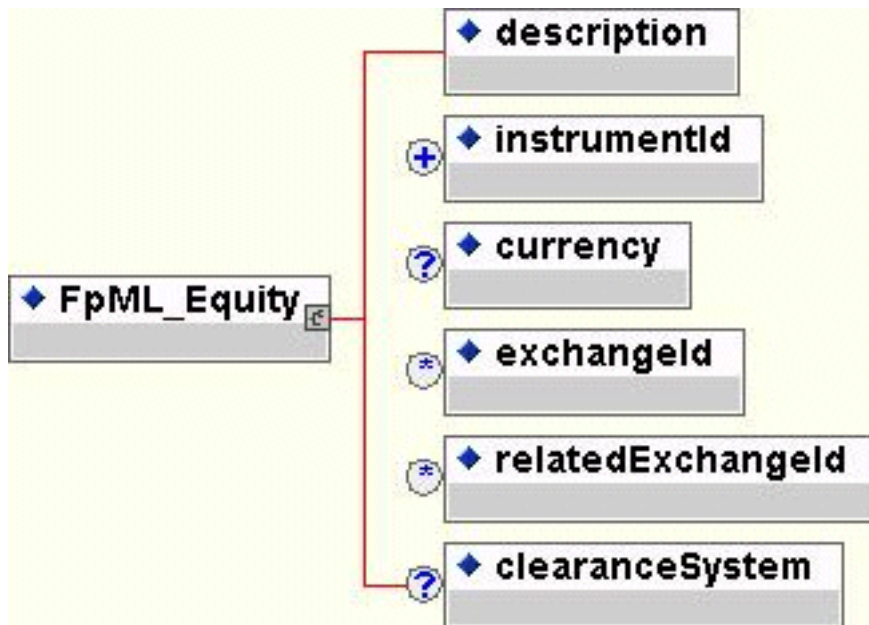 description
+ instrumentId
? currency
FpML_Equity
* exchangeId
* relatedExchangeId
? clearanceSystem